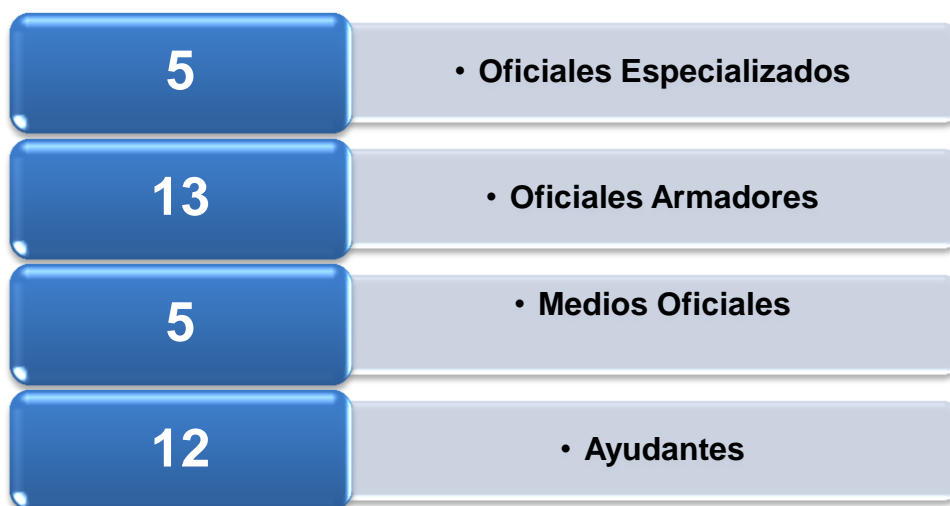 5
• Oficiales Especializados
13
• Oficiales Armadores
5
• Medios Oficiales
12
• Ayudantes